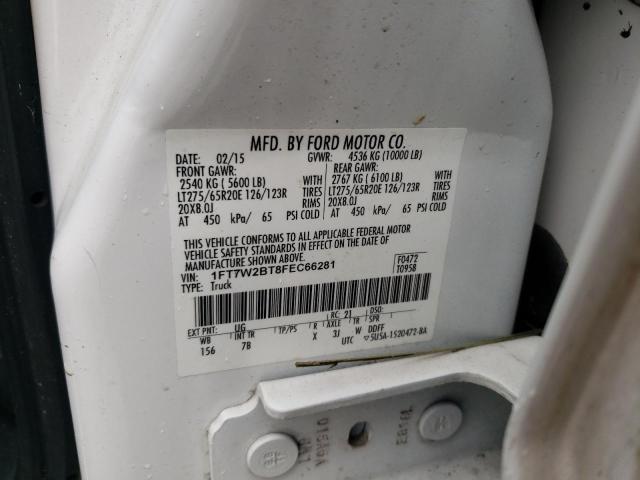 MFD. BY FORD MOTOR CO.
DATE: 02/15 GVWR: 4536 KG (10000 LB)
FRONT GAWR: REAR GAWR:
2540 KG ( 5600 LB) WITH 2767 KG ( 6100 LB) WITH
LT275/65R20E 126/123R TIRES LT275/65R20E 126/123R TIRES
20X8.0J RIMS 20X8.0J RIMS
AT 450 kPa/ 65 PSI COLD AT 450 kPa/ 65 PSI COLD
THIS VEHICLE CONFORMS TO ALL APPLICABLE FEDERAL MOTOR
VEHICLE SAFETY STANDARDS IN EFFECT ON THE DATE OF
MANUFACTURE SHOWN ABOVE.
VIN: 1FT7W2BT8FEC66281 F0472
TYPE: Truck T0958
EXT PNT: UG RC: 21 DSO:
WB INT TR TP/PS R AXLE TR SPR
156 7B X 3J W DDFF
UTC 5U5A-1520472-BA